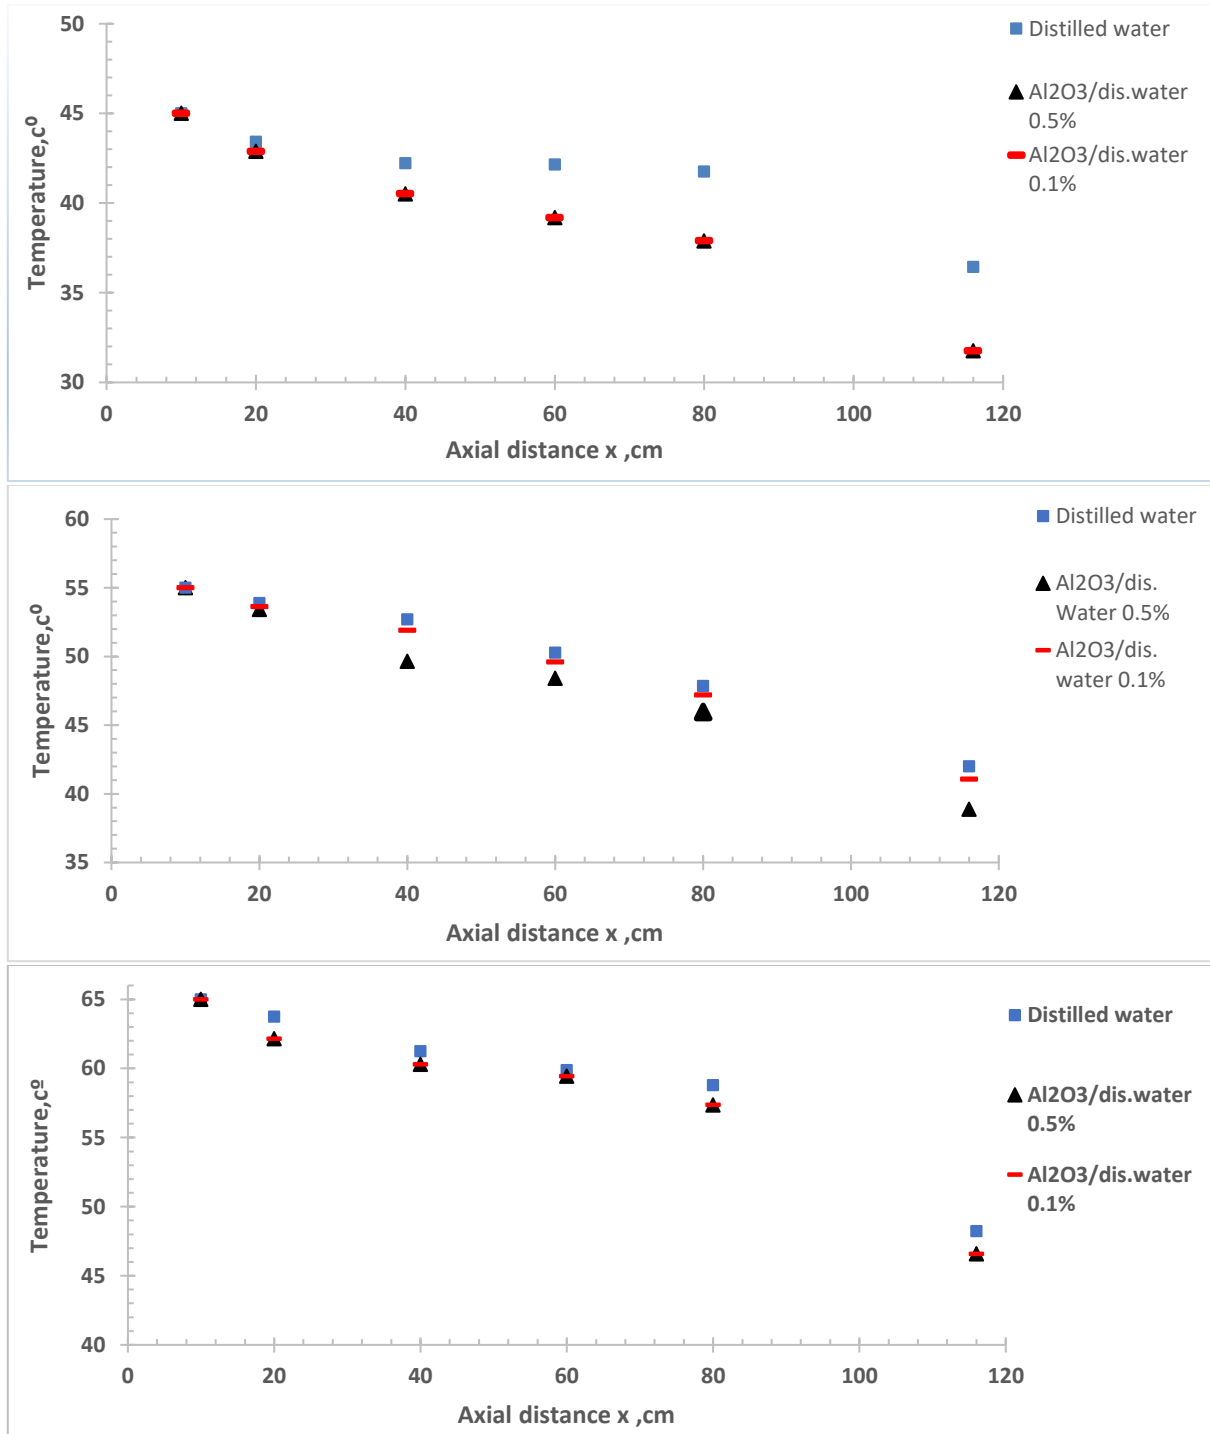 50
45
40
35
30
Temperature,cº
0
20
40
60
80
100
120
Axial distance x ,cm
Distilled water
Al2O3/dis.water
0.5%
Al2O3/dis.water
0.1%
60
55
50
45
40
35
Temperature,cº
0
20
40
60
80
100
120
Axial distance x ,cm
Distilled water
Al2O3/dis.
Water 0.5%
Al2O3/dis.
water 0.1%
65
60
55
50
45
40
Temperature,cº
0
20
40
60
80
100
120
Axial distance x ,cm
Distilled water
Al2O3/dis.water
0.5%
Al2O3/dis.water
0.1%